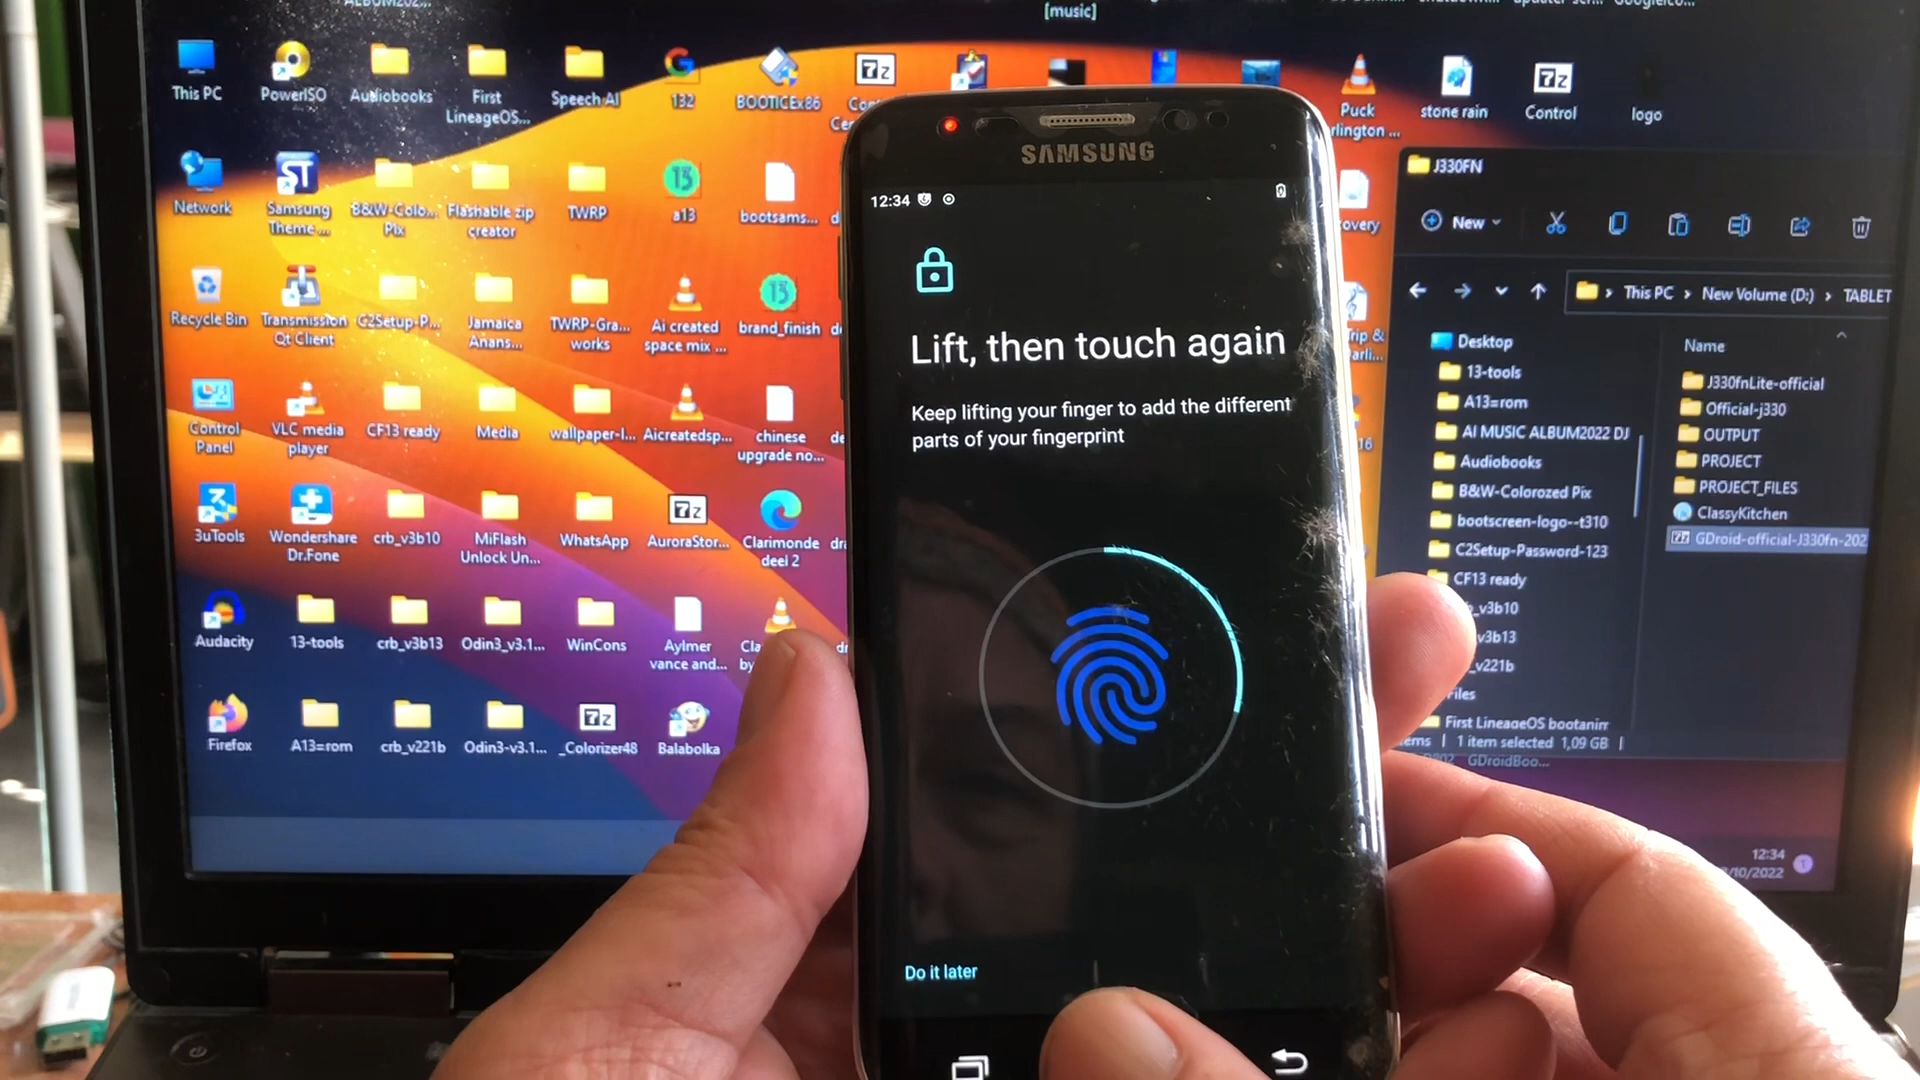 [music]
This PC
PowerISO
Audiobooks
First
LineageOS...
Speech AI
132
BOOTICEx86
Puck
stone rain
Control
logo
Network
Samsung
Theme ...
B&W-Colo...
Pix
Flashable zip
creator
TWRP
a13
bootsams...
Recycle Bin
Transmission
Qt Client
C2Setup-P...
Jamaica
Anans...
TWRP-Gra...
works
Ai created
space mix ...
brand_finish
Control
Panel
VLC media
player
CF13 ready
Media
wallpaper-l...
Aicreatedsp...
chinese
upgrade no...
3uTools
Wondershare
Dr.Fone
crb_v3b10
MiFlash
Unlock Un...
WhatsApp
AuroraStor...
Clarimonde
deel 2
Audacity
13-tools
crb_v3b13
Odin3_v3.1...
WinCons
Aylmer
vance and...
Firefox
A13=rom
crb_v221b
Odin3-v3.1...
_Colorizer48
Balabolka
SAMSUNG
12:34
Lift, then touch again
Keep lifting your finger to add the different
parts of your fingerprint
Do it later
J330FN
New
This PC > New Volume (D:) > TABLET
Desktop
13-tools
A13=rom
AI MUSIC ALBUM2022 DJ
Audiobooks
B&W-Colorozed Pix
bootscreen-logo--t310
C2Setup-Password-123
CF13 ready
_v3b10
v3b13
_v221b
First LineageOS bootanim
Name
J330fnLite-official
Official-j330
OUTPUT
PROJECT
PROJECT_FILES
ClassyKitchen
GDroid-official-J330fn-202
1 item selected 1,09 GB
GDroidBoo...
12:34
/10/2022
1